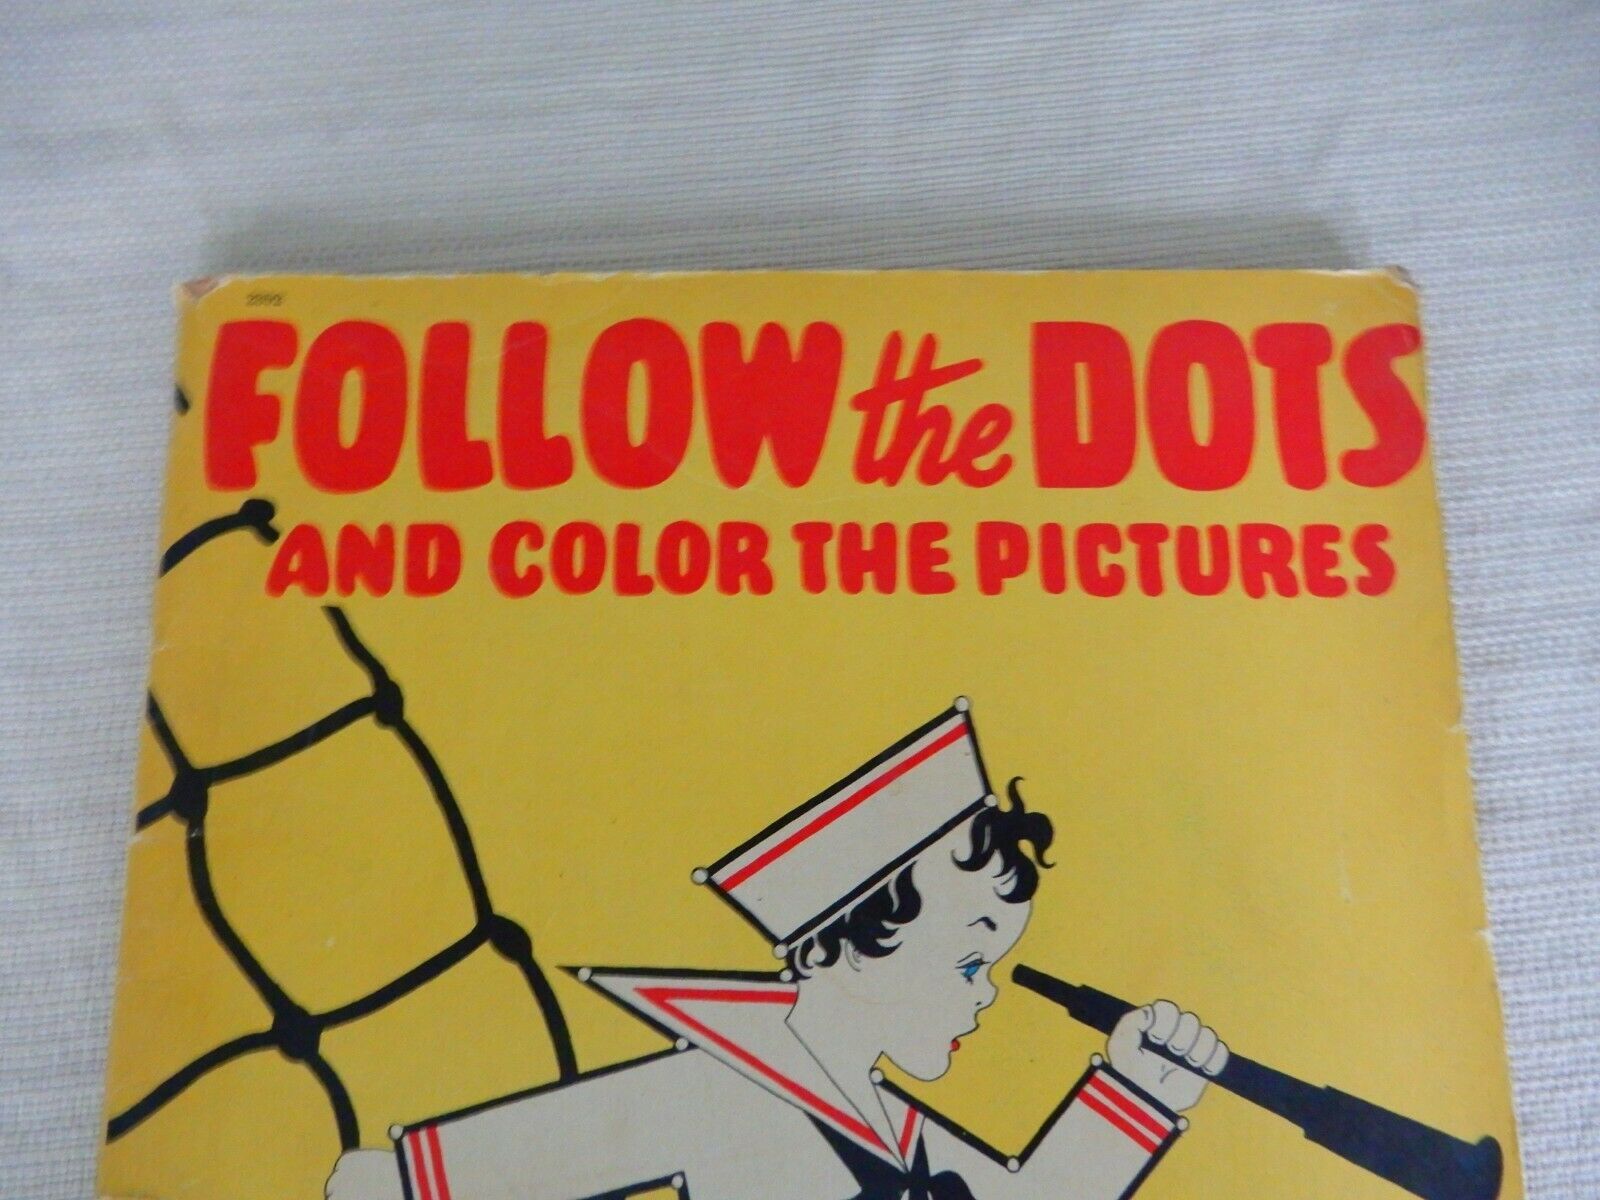 FOLLOW the DOTS
AND COLOR THE PICTURES